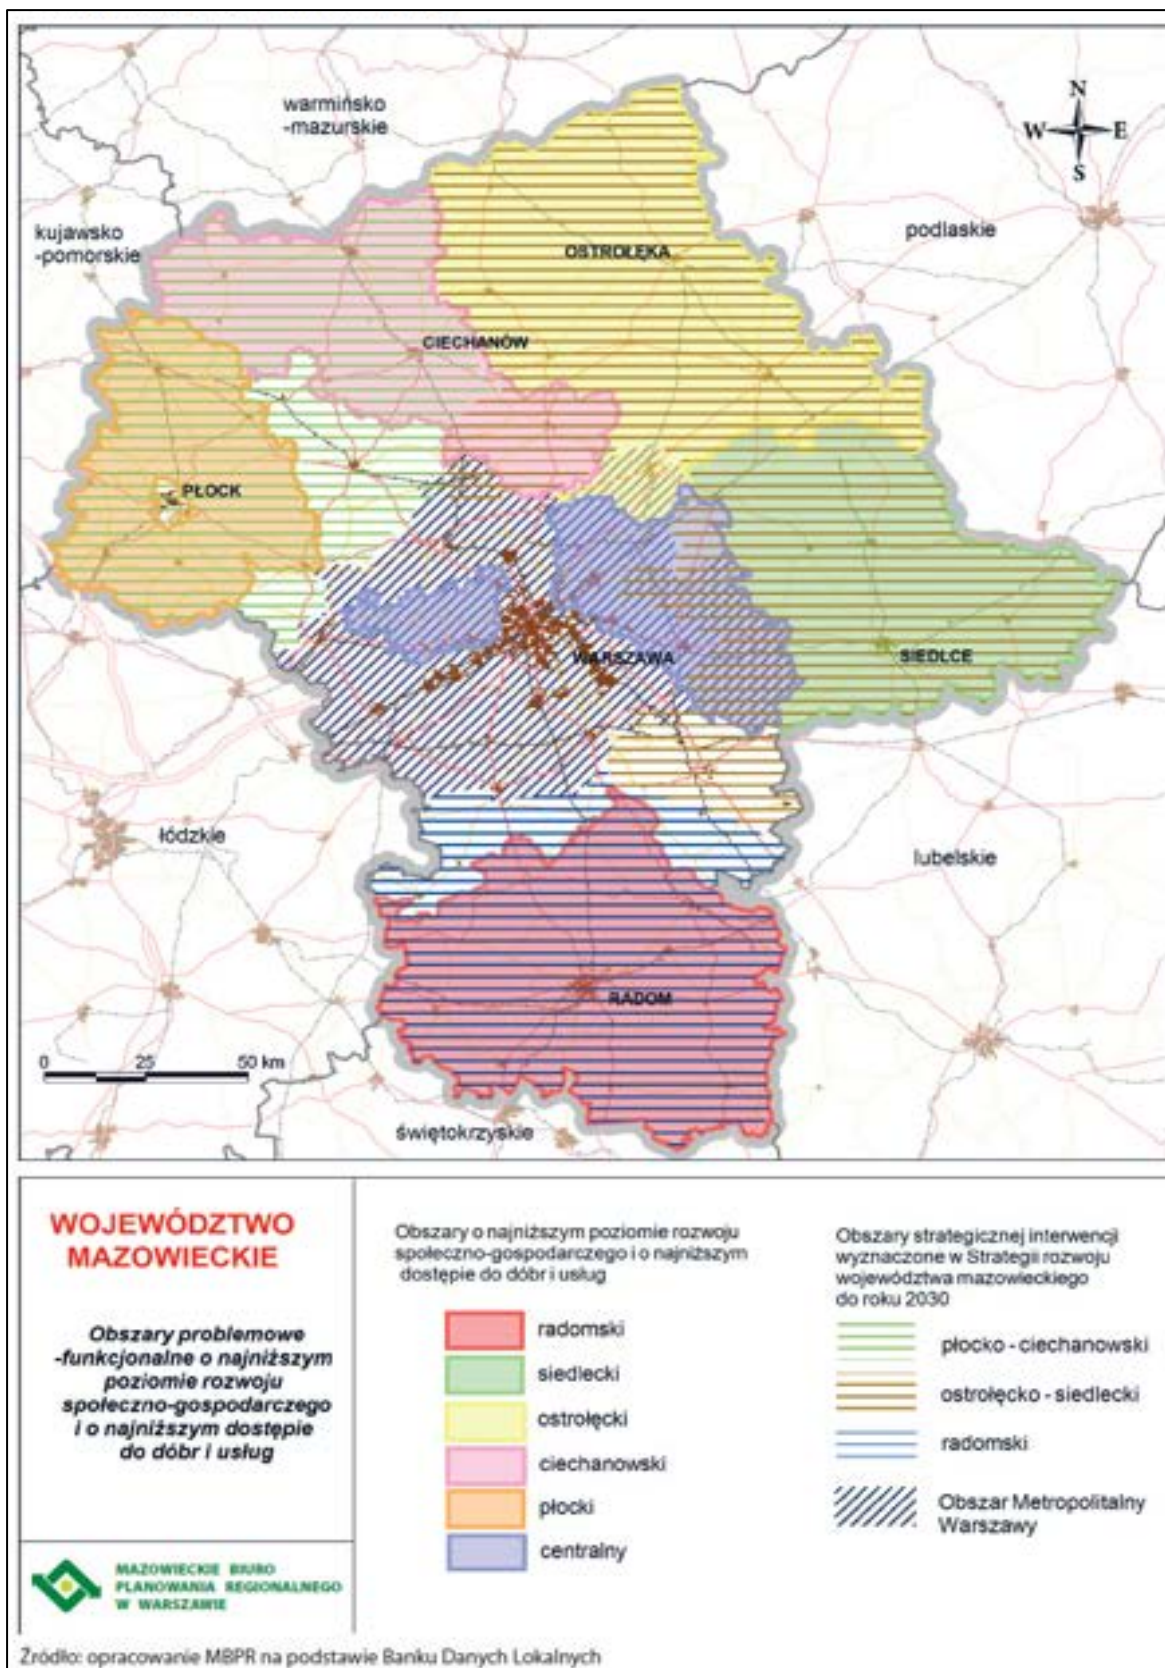 warmińsko
-mazurskie
N
W
E
S
kujawsko
-pomorskie
podlaskie
OSTROŁĘKA
CIECHANÓW
PŁOCK
WARSZAWA
SIEDLCE
łódzkie
lubelskie
RADOM
0 25 50 km
świętokrzyskie
WOJEWÓDZTWO
MAZOWIECKIE
Obszary problemowe
-funkcjonalne o najniższym
poziomie rozwoju
społeczno-gospodarczego
i o najniższym dostępie
do dóbr i usług
MAZOWIECKIE BIURO
PLANOWANIA REGIONALNEGO
W WARSZAWIE
Obszary o najniższym poziomie rozwoju
społeczno-gospodarczego i o najniższym
dostępie do dóbr i usług
radomski
siedlecki
ostrołęcki
ciechanowski
płocki
centralny
Obszary strategicznej interwencji
wyznaczone w Strategii rozwoju
województwa mazowieckiego
do roku 2030
płocko - ciechanowski
ostrołęcko - siedlecki
radomski
Obszar Metropolitalny
Warszawy
Źródło: opracowanie MBPR na podstawie Banku Danych Lokalnych